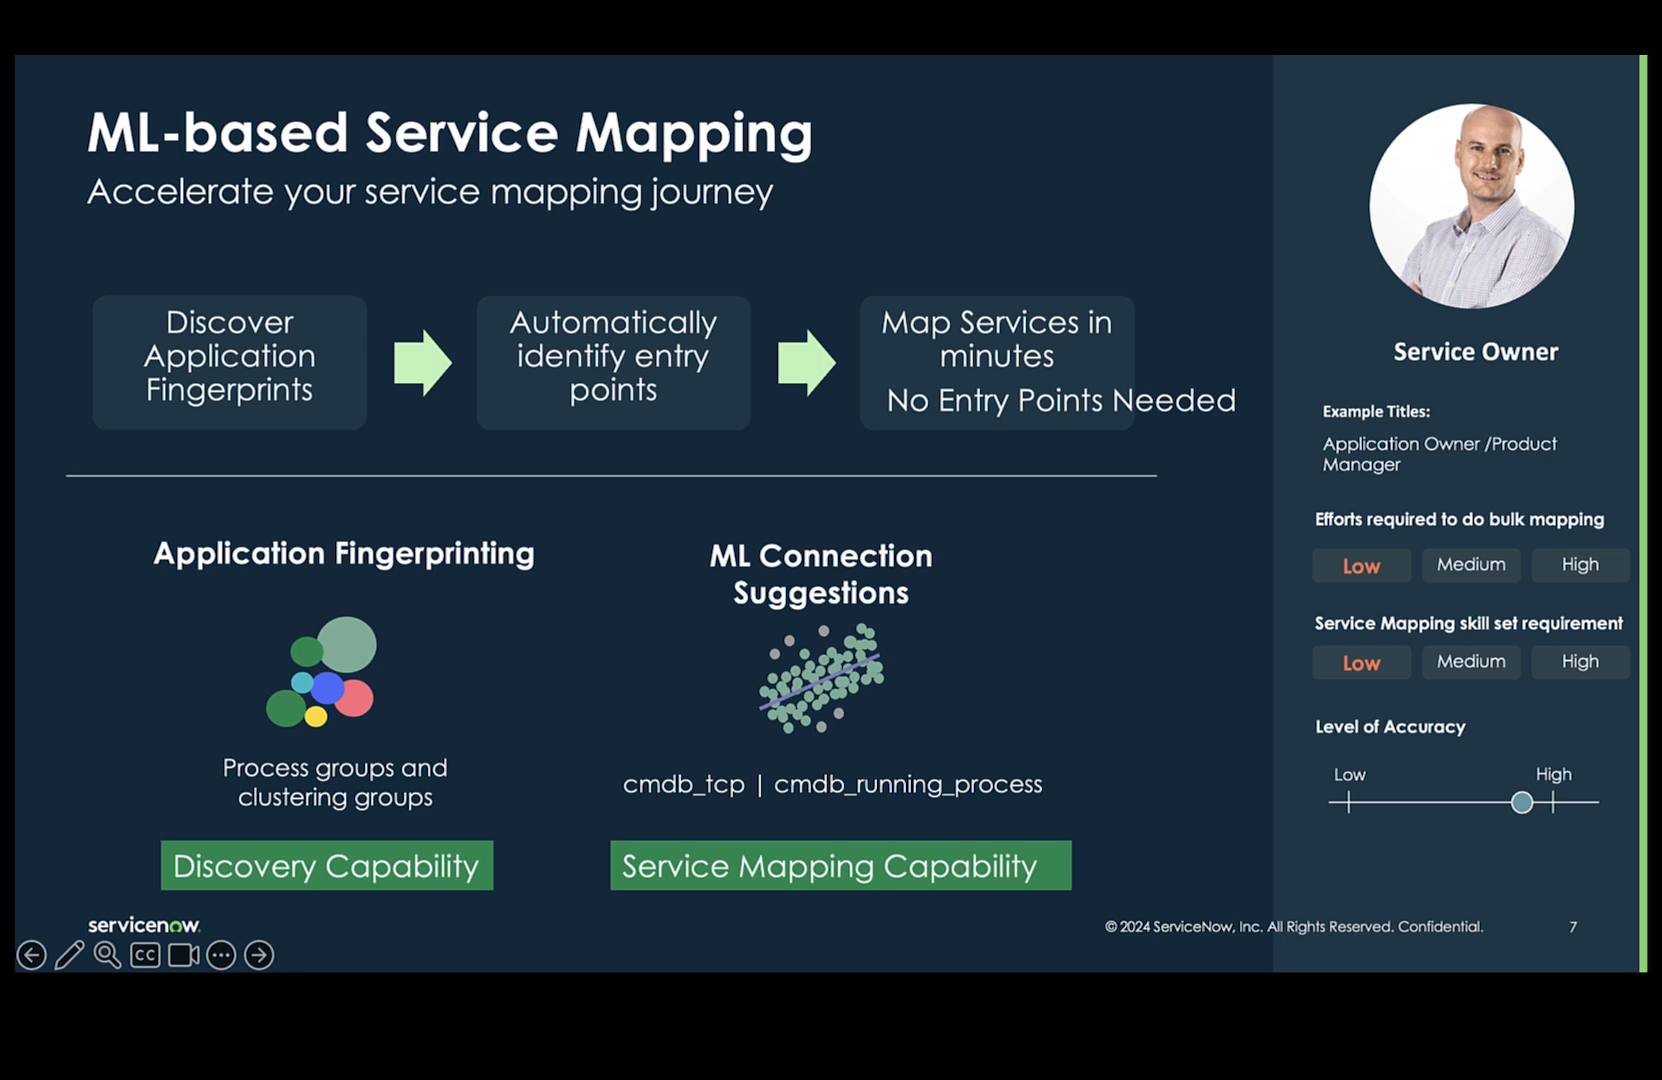 ML-based Service Mapping
Accelerate your service mapping journey
Discover
Application
Fingerprints
Automatically
identify entry
points
Map Services in
minutes
No Entry Points Needed
Application Fingerprinting
Process groups and
clustering groups
Discovery Capability
ML Connection
Suggestions
cmdb_tcp | cmdb_running_process
Service Mapping Capability
Service Owner
Example Titles:
Application Owner /Product
Manager
Efforts required to do bulk mapping
Low Medium High
Service Mapping skill set requirement
Low Medium High
Level of Accuracy
Low High
servicenow.
© 2024 ServiceNow, Inc. All Rights Reserved. Confidential.
7
CC